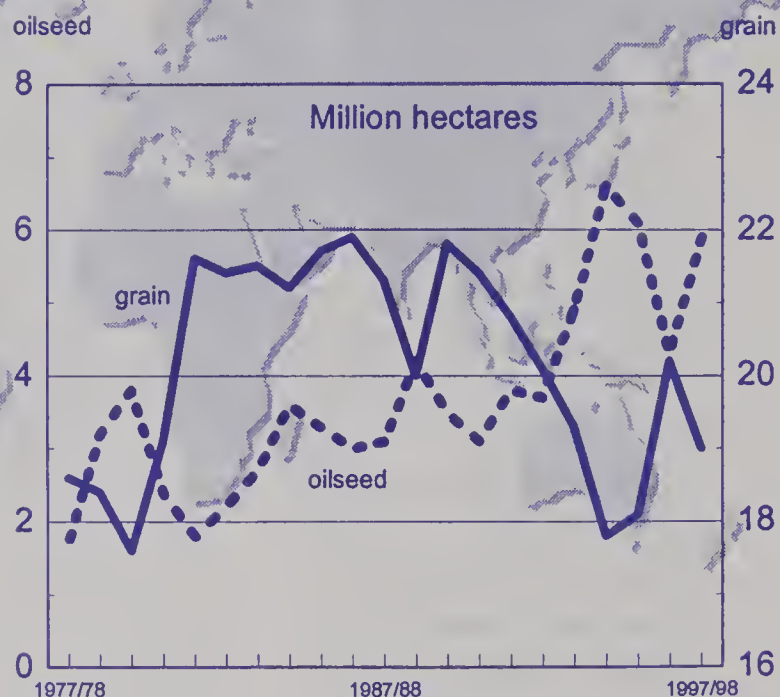 oilseed grain
8 24
Million hectares
6 22
grain
4 20
oilseed
2 18
0 16
1977/78 1987/88 1997/98